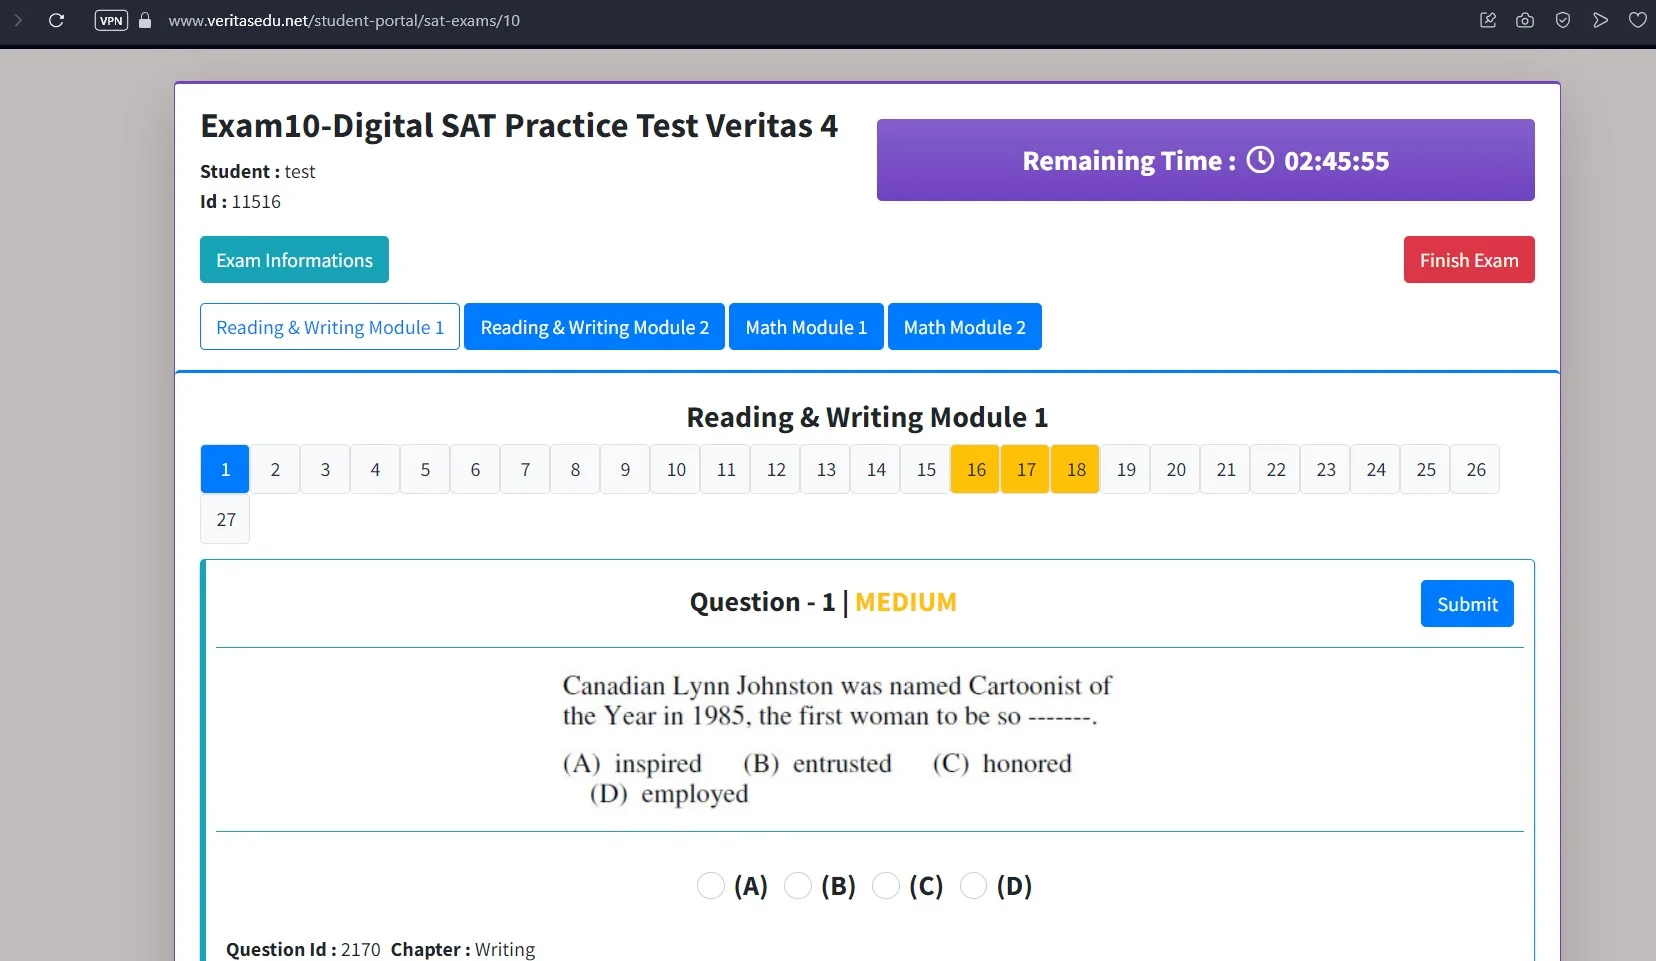 VPN www.veritasedu.net/student-portal/sat-exams/10
Exam10-Digital SAT Practice Test Veritas 4
Remaining Time : 02:45:55
Student : test
Id : 11516
Exam Informations
Finish Exam
Reading & Writing Module 1 Reading & Writing Module 2 Math Module 1 Math Module 2
Reading & Writing Module 1
1 2 3 4 5 6 7 8 9 10 11 12 13 14 15 16 17 18 19 20 21 22 23 24 25 26
27
Question - 1 | MEDIUM
Submit
Canadian Lynn Johnston was named Cartoonist of
the Year in 1985, the first woman to be so -------.
(A) inspired (B) entrusted (C) honored
(D) employed
(A) (B) (C) (D)
Question Id : 2170 Chapter : Writing